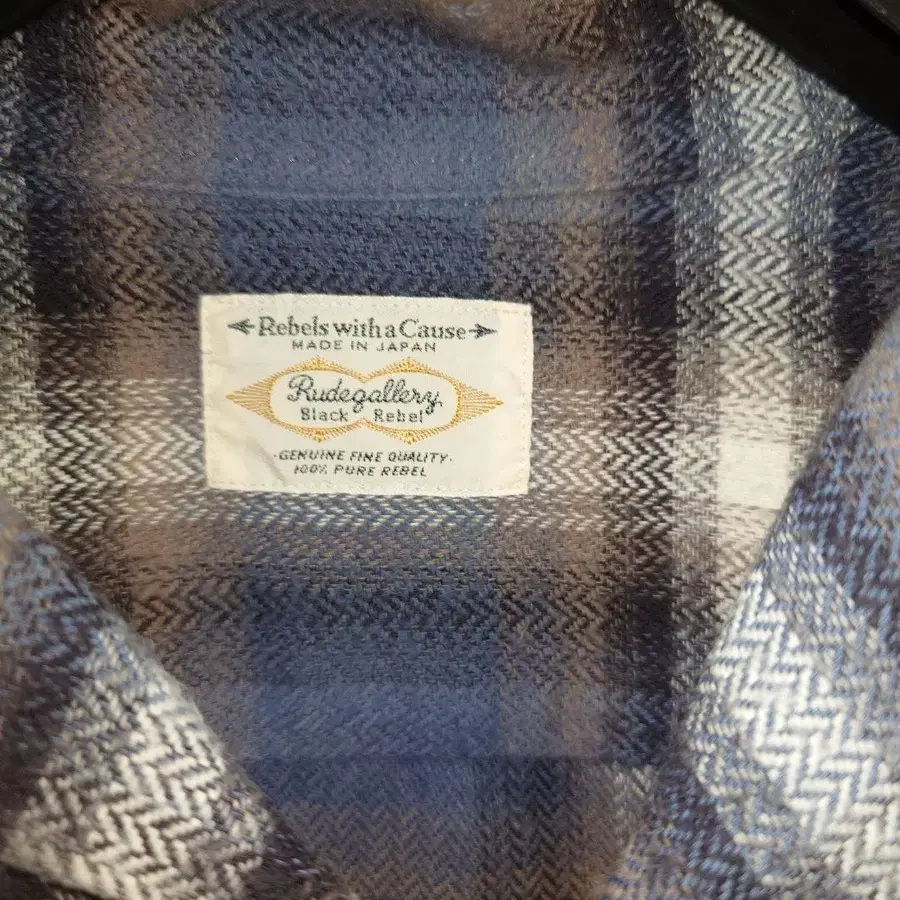 Rebels with a Cause
MADE IN JAPAN
Rudegallery
Black Rebel
·GENUINE FINE QUALITY·
100% PURE REBEL